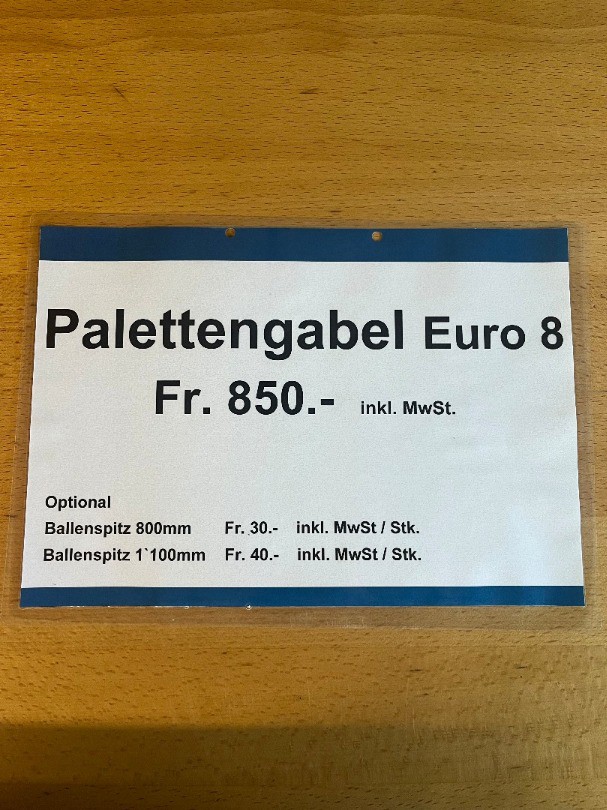 Palettengabel Euro 8
Fr. 850.- inkl. MwSt.
Optional
Ballenspitz 800mm Fr. 30.- inkl. MwSt / Stk.
Ballenspitz 1`100mm Fr. 40.- inkl. MwSt / Stk.